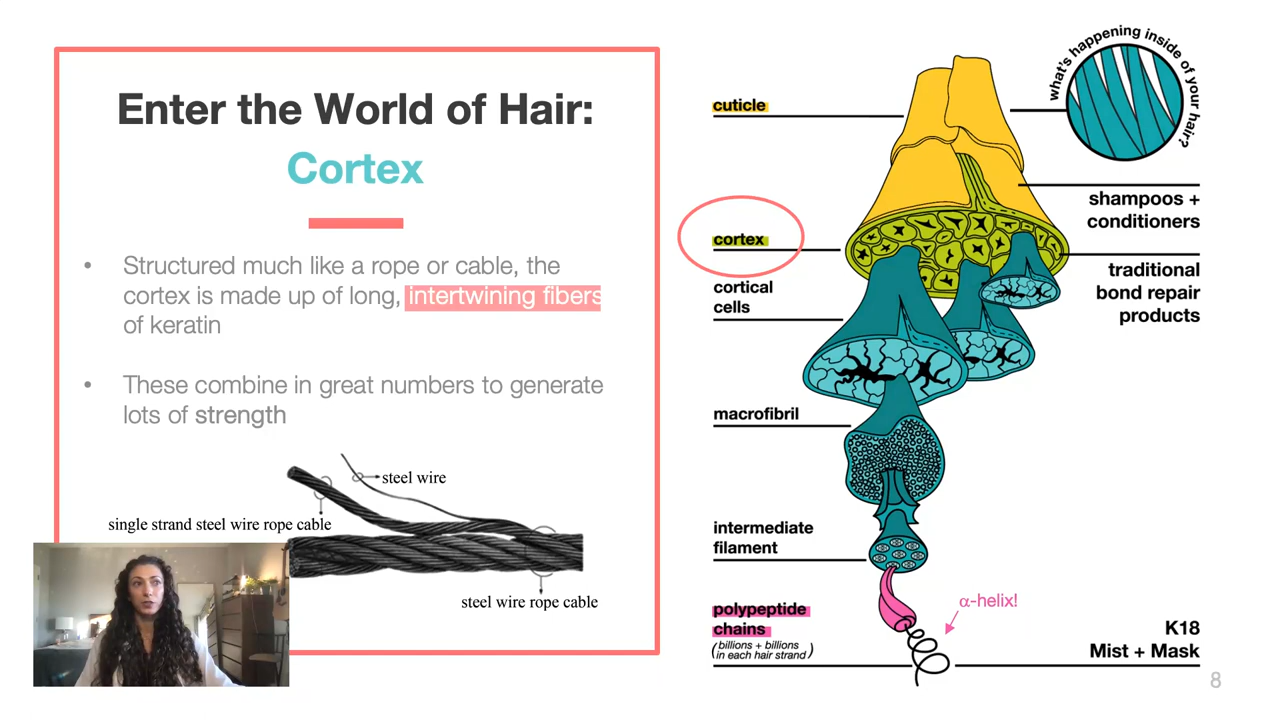 Enter the World of Hair:
Cortex
• Structured much like a rope or cable, the
cortex is made up of long, intertwining fibers
of keratin
• These combine in great numbers to generate
lots of strength
steel wire
single strand steel wire rope cable
steel wire rope cable
what's happening inside of your hair?
cuticle
shampoos +
conditioners
cortex
traditional
bond repair
products
cortical
cells
macrofibril
intermediate
filament
polypeptide
chains
(billions + billions
in each hair strand)
α-helix!
K18
Mist + Mask
8